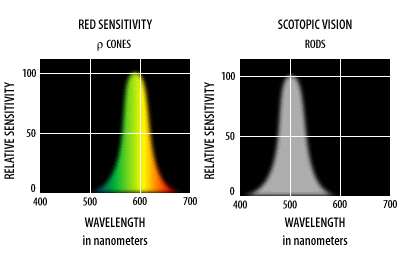 RED SENSITIVITY
ρ CONES
RELATIVE SENSITIVITY
100
50
0
400 500 600 700
WAVELENGTH
in nanometers
SCOTOPIC VISION
RODS
RELATIVE SENSITIVITY
100
50
0
400 500 600 700
WAVELENGTH
in nanometers